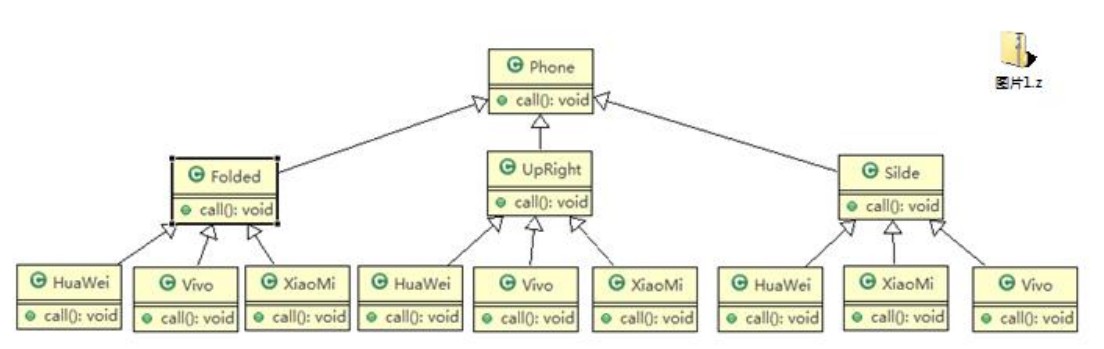 Phone
call(): void
图片1.z
Folded
call(): void
UpRight
call(): void
Silde
call(): void
HuaWei
call(): void
Vivo
call(): void
XiaoMi
call(): void
HuaWei
call(): void
Vivo
call(): void
XiaoMi
call(): void
HuaWei
call(): void
XiaoMi
call(): void
Vivo
call(): void